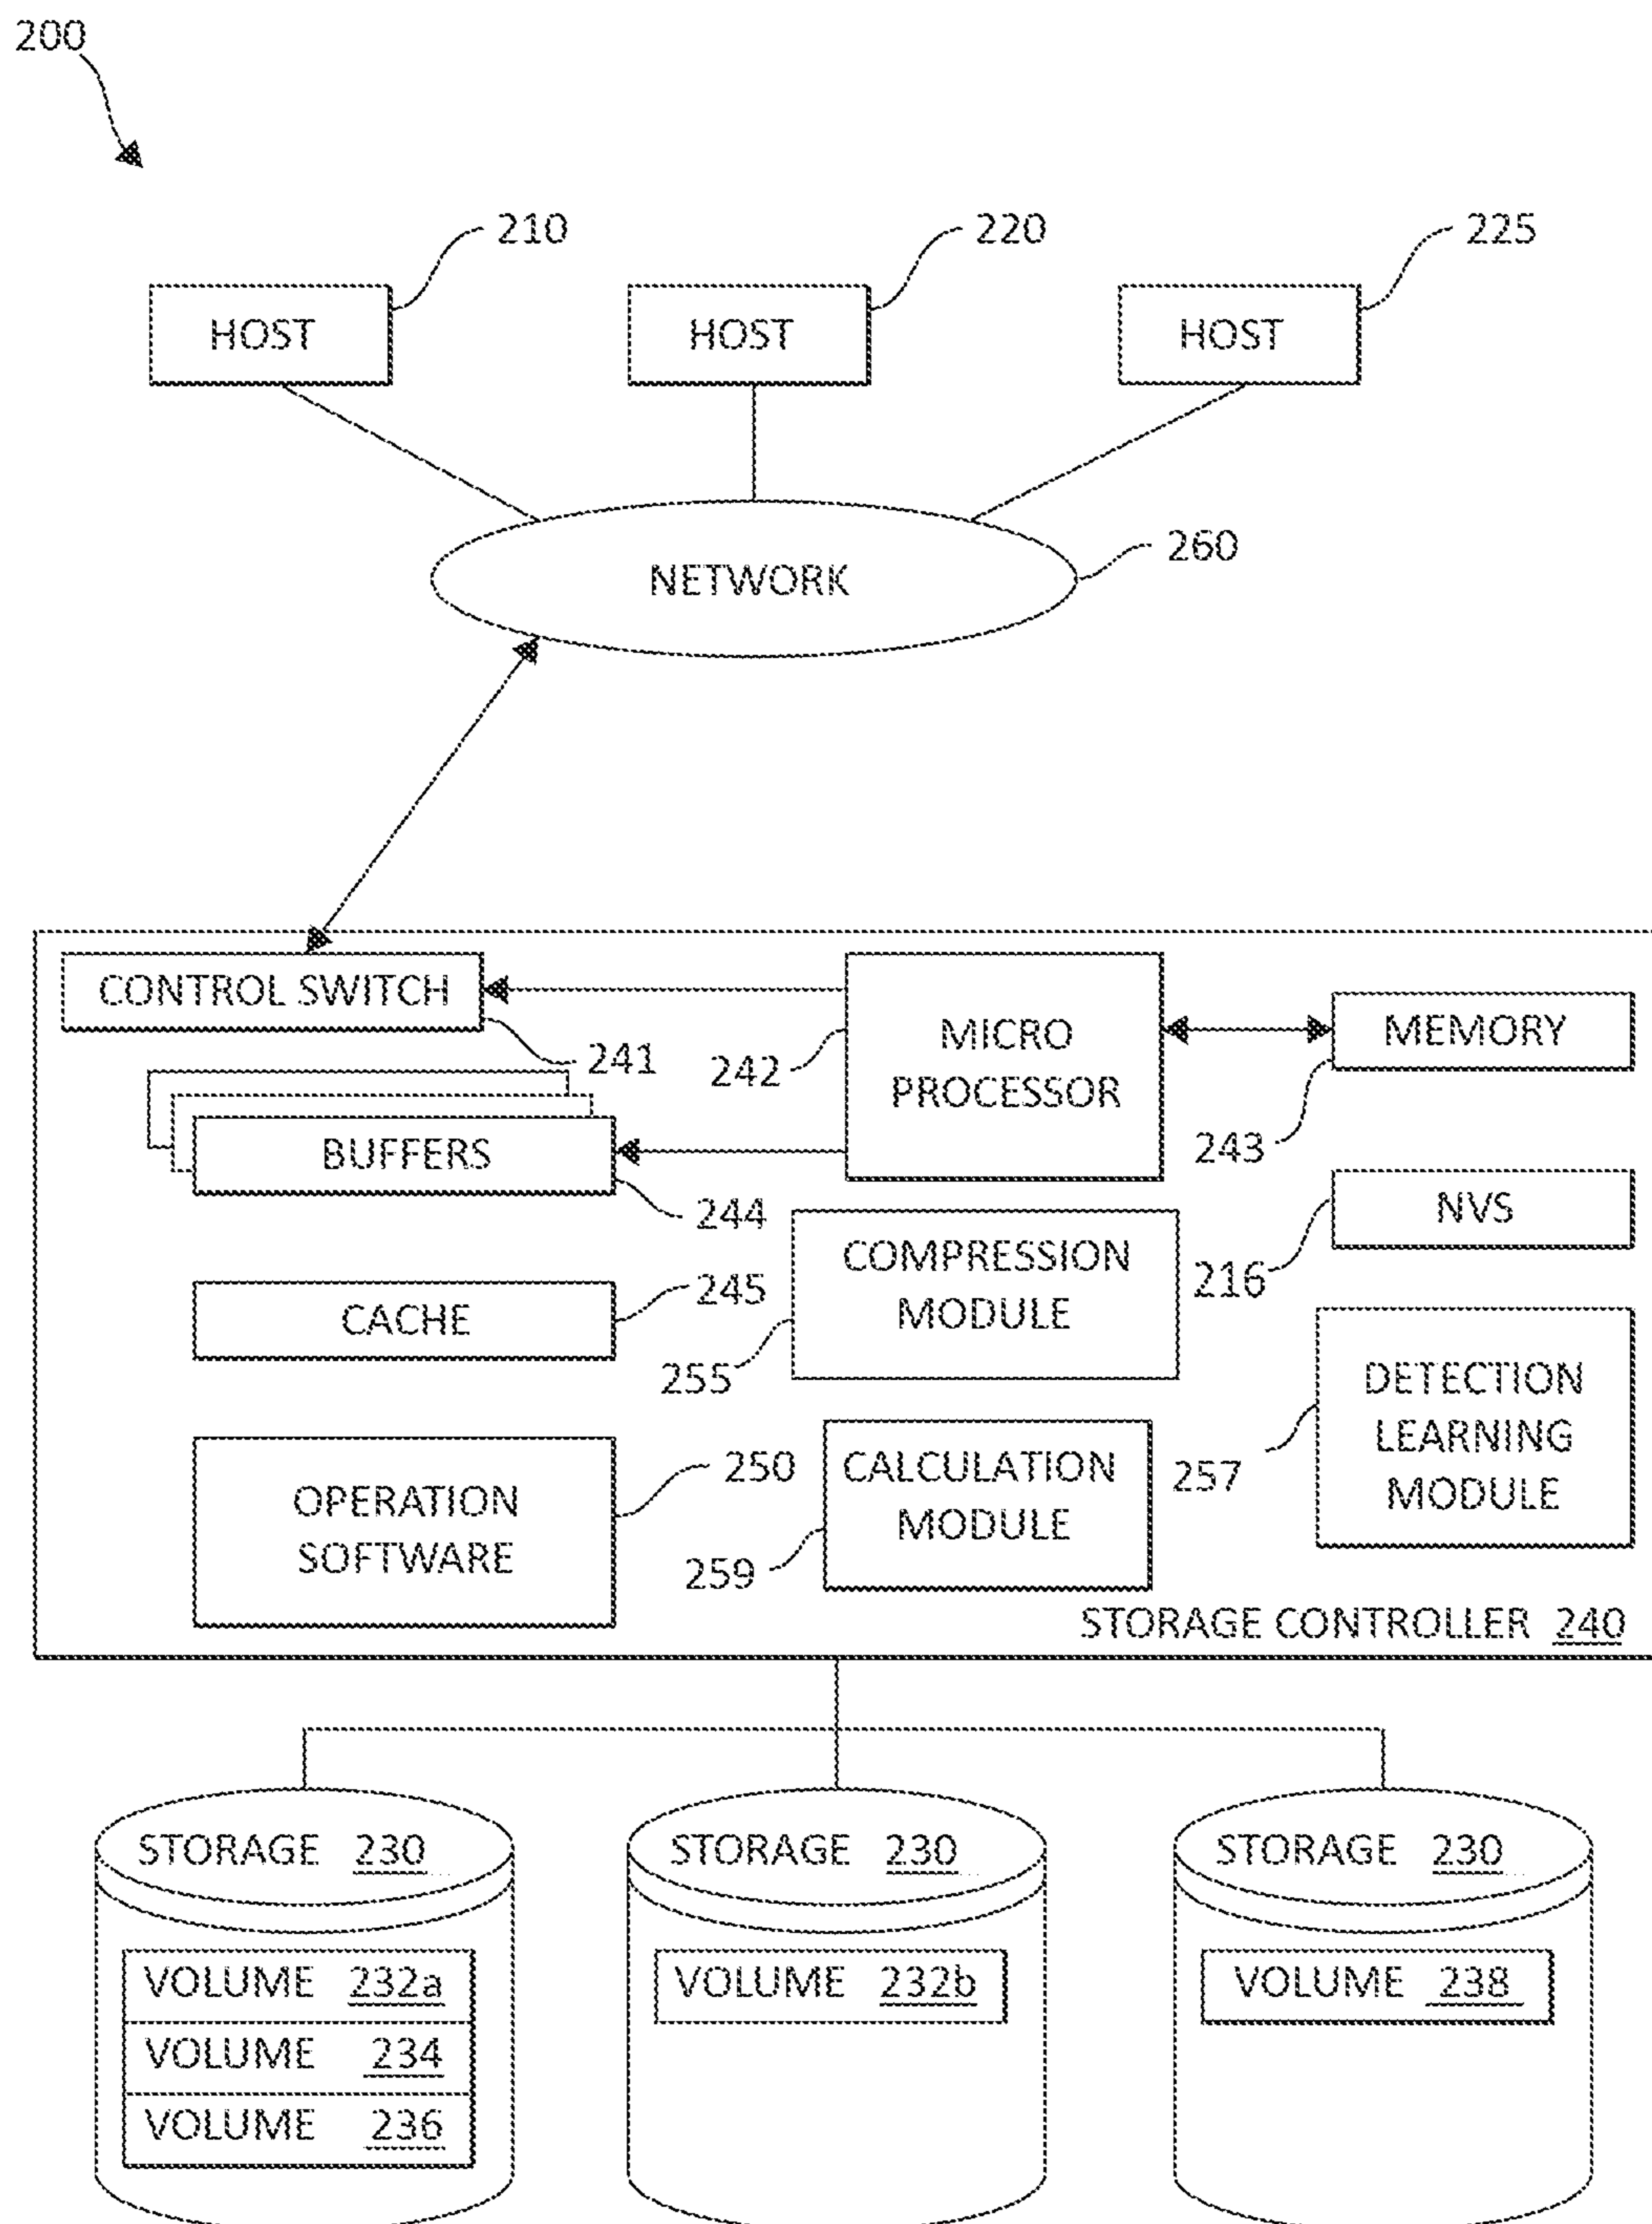 200
210
220
225
HOST
HOST
HOST
260
NETWORK
CONTROL SWITCH
241
MICRO
PROCESSOR
242
MEMORY
243
BUFFERS
244
NVS
216
COMPRESSION
MODULE
255
CACHE
245
DETECTION
LEARNING
MODULE
257
OPERATION
SOFTWARE
250
CALCULATION
MODULE
259
STORAGE CONTROLLER 240
STORAGE 230
STORAGE 230
STORAGE 230
VOLUME 232a
VOLUME 234
VOLUME 236
VOLUME 232b
VOLUME 238